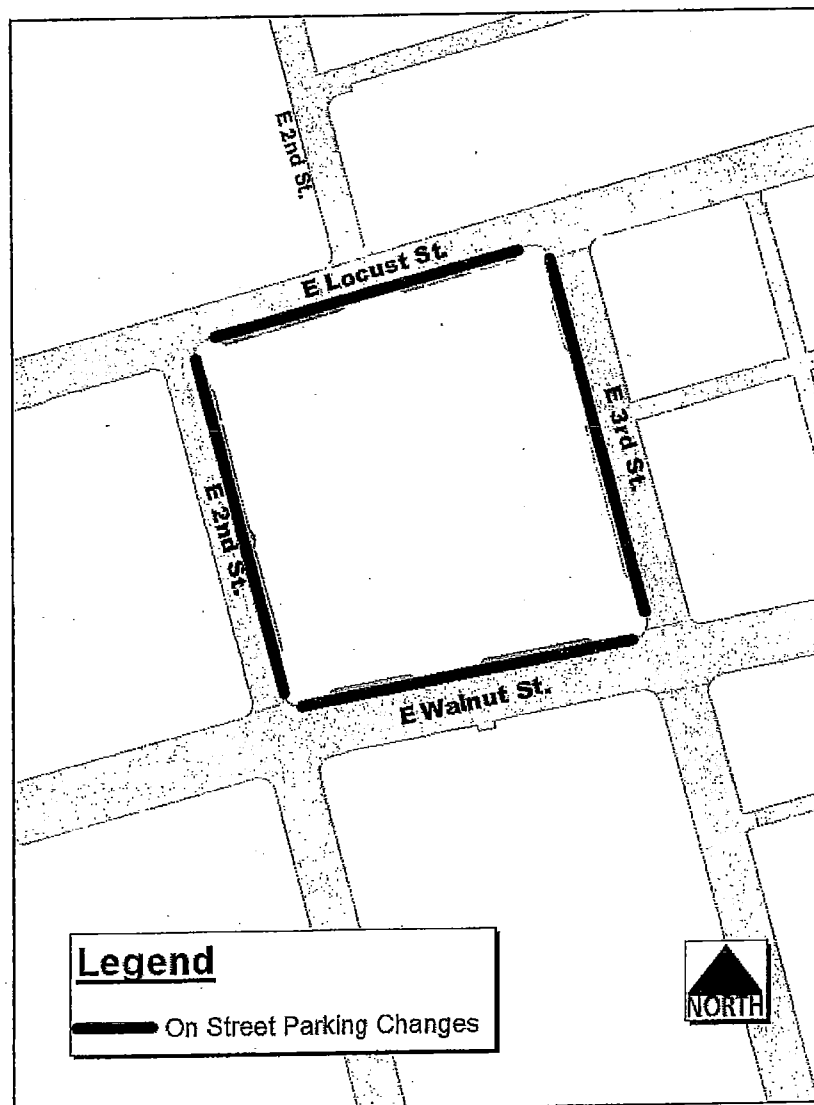 E 2nd St.
E Locust St.
E 3rd St.
E 2nd St.
E Walnut St.
Legend
On Street Parking Changes
NORTH